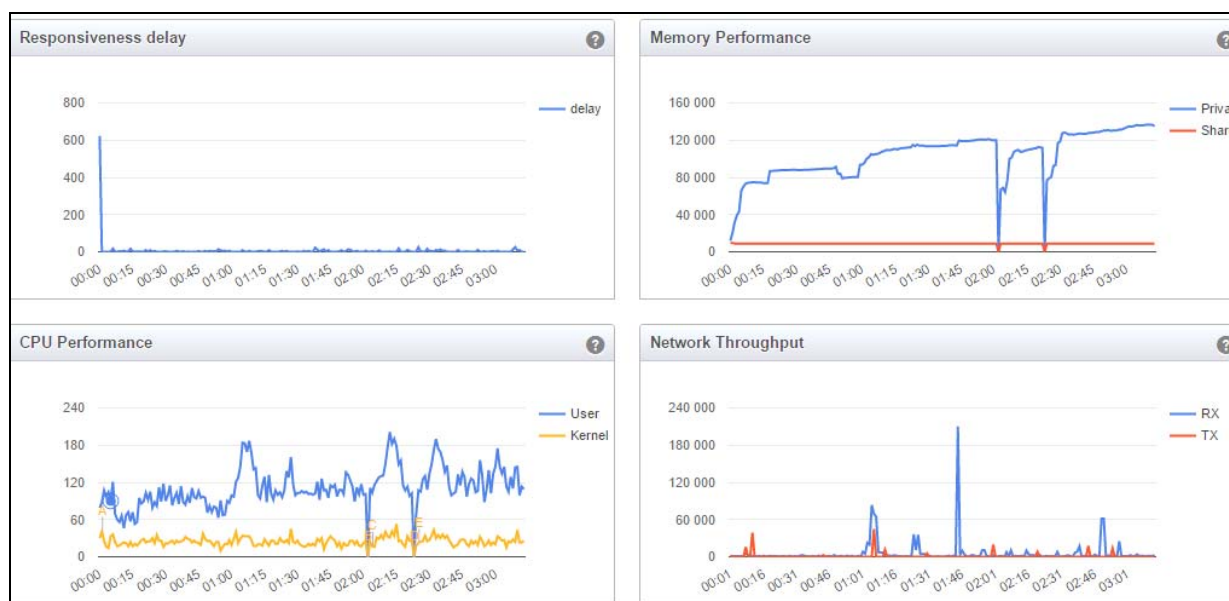 Responsiveness delay ?
800
600
400
200
0
delay
00:00 00:15 00:30 00:45 01:00 01:15 01:30 01:45 02:00 02:15 02:30 02:45 03:00
Memory Performance ?
160 000
120 000
80 000
40 000
0
Priva
Shar
00:00 00:15 00:30 00:45 01:00 01:15 01:30 01:45 02:00 02:15 02:30 02:45 03:00
CPU Performance ?
240
180
120
60
0
User
Kernel
A
C
E
00:00 00:15 00:30 00:45 01:00 01:15 01:30 01:45 02:00 02:15 02:30 02:45 03:00
Network Throughput ?
240 000
180 000
120 000
60 000
0
RX
TX
00:01 00:16 00:31 00:46 01:01 01:16 01:31 01:46 02:01 02:16 02:31 02:46 03:01